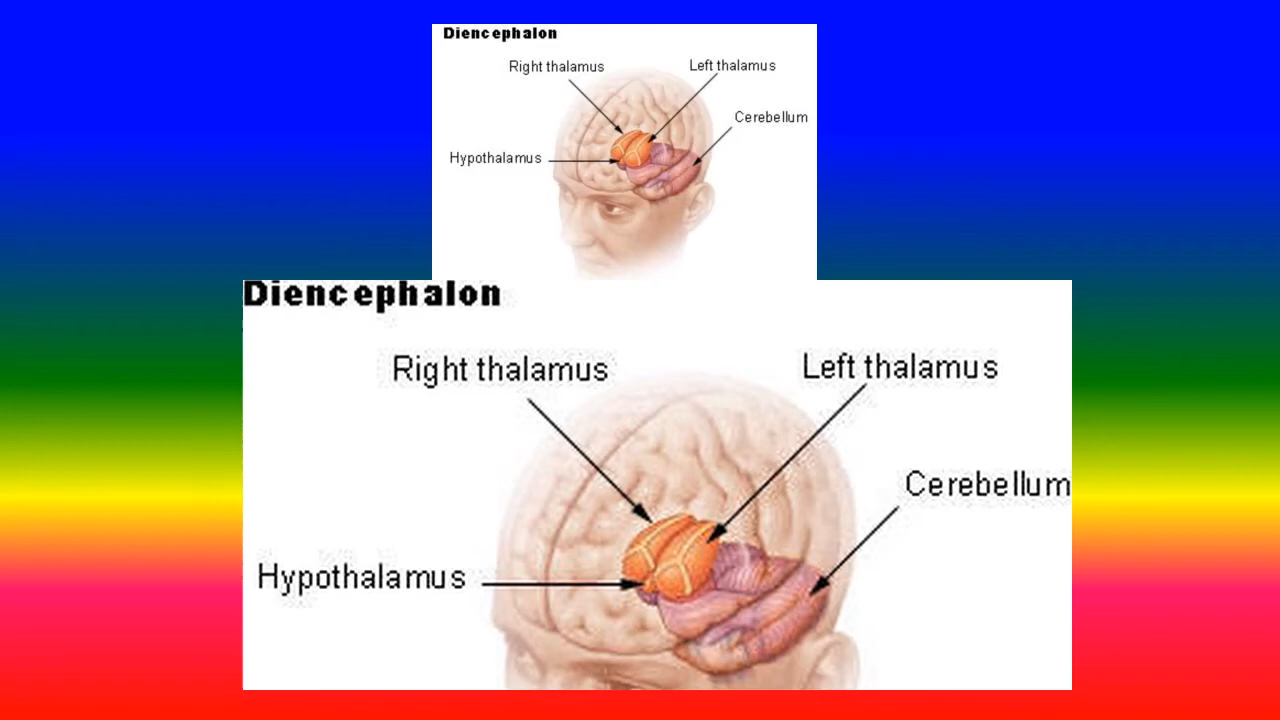 Diencephalon
Right thalamus Left thalamus
Cerebellum
Hypothalamus
Diencephalon
Right thalamus Left thalamus
Cerebellum
Hypothalamus